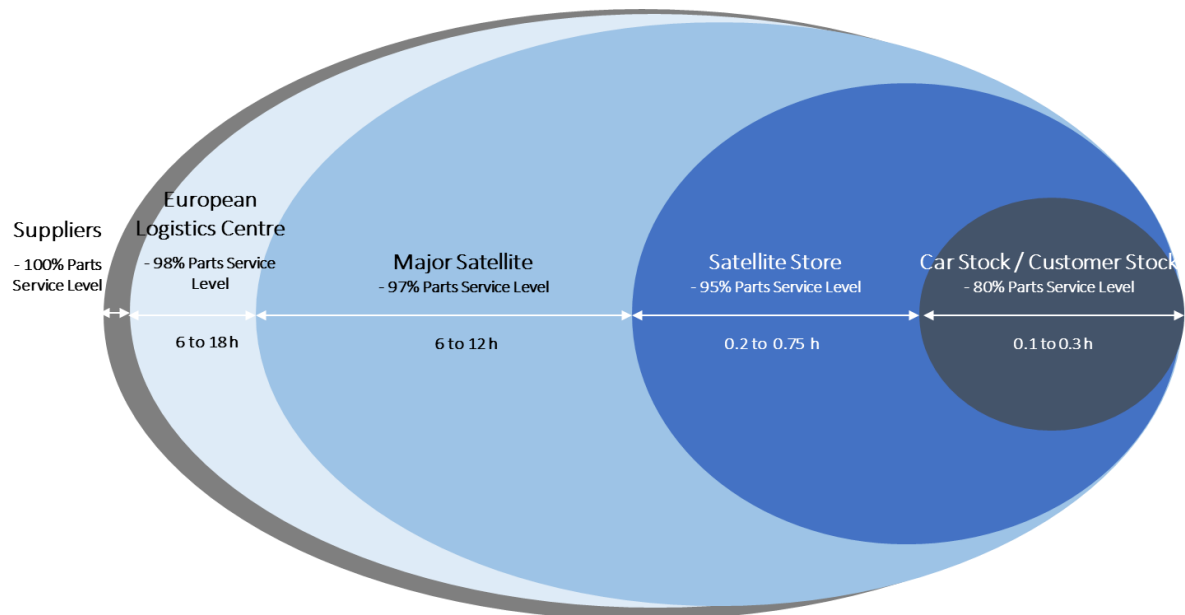 Suppliers
- 100% Parts
Service Level
European
Logistics Centre
- 98% Parts Service
Level
6 to 18 h
Major Satellite
- 97% Parts Service Level
6 to 12 h
Satellite Store
- 95% Parts Service Level
0.2 to 0.75 h
Car Stock / Customer Stock
- 80% Parts Service Level
0.1 to 0.3 h